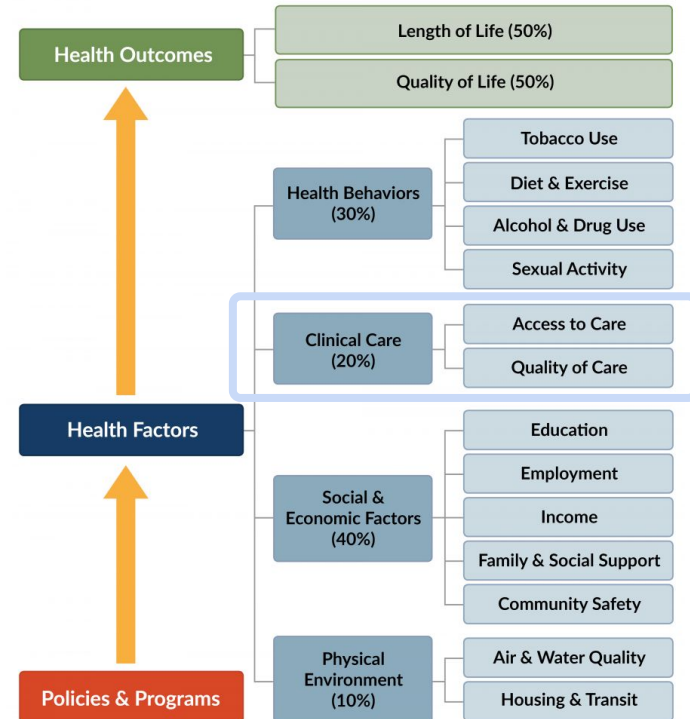 Health Outcomes
Length of Life (50%)
Quality of Life (50%)
Health Behaviors
(30%)
Tobacco Use
Diet & Exercise
Alcohol & Drug Use
Sexual Activity
Clinical Care
(20%)
Access to Care
Quality of Care
Health Factors
Social &
Economic Factors
(40%)
Education
Employment
Income
Family & Social Support
Community Safety
Physical
Environment
(10%)
Air & Water Quality
Housing & Transit
Policies & Programs